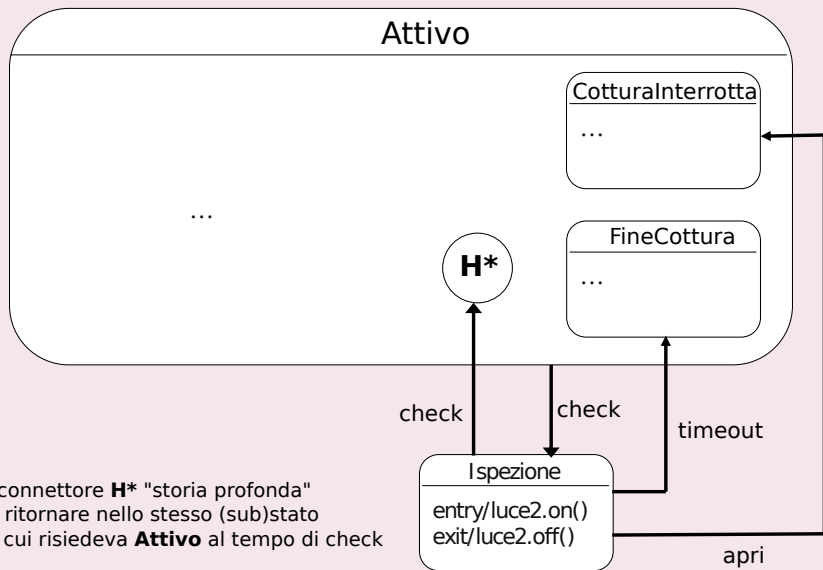 Attivo
CotturaInterrotta
...
...
FineCottura
...
H*
check
check
timeout
Ispezione
entry/luce2.on()
exit/luce2.off()
connettore H* "storia profonda"
ritornare nello stesso (sub)stato
cui risiedeva Attivo al tempo di check
apri